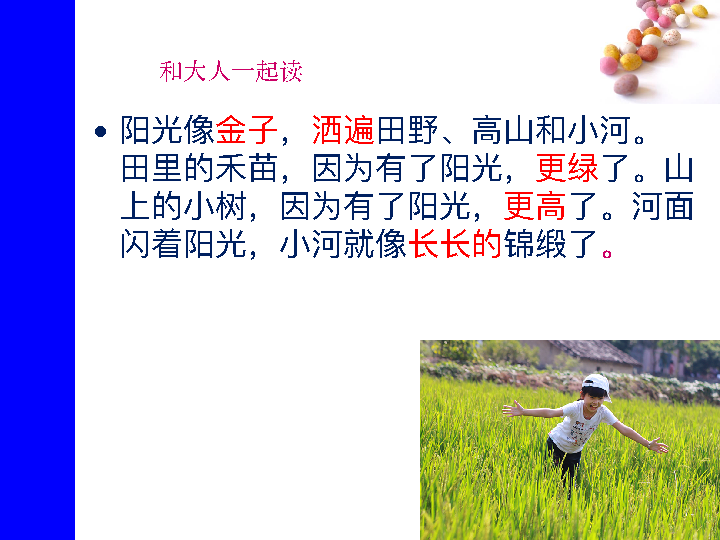 和大人一起读
• 阳光像金子，洒遍田野、高山和小河。
田里的禾苗，因为有了阳光，更绿了。山
上的小树，因为有了阳光，更高了。河面
闪着阳光，小河就像长长的锦缎了。